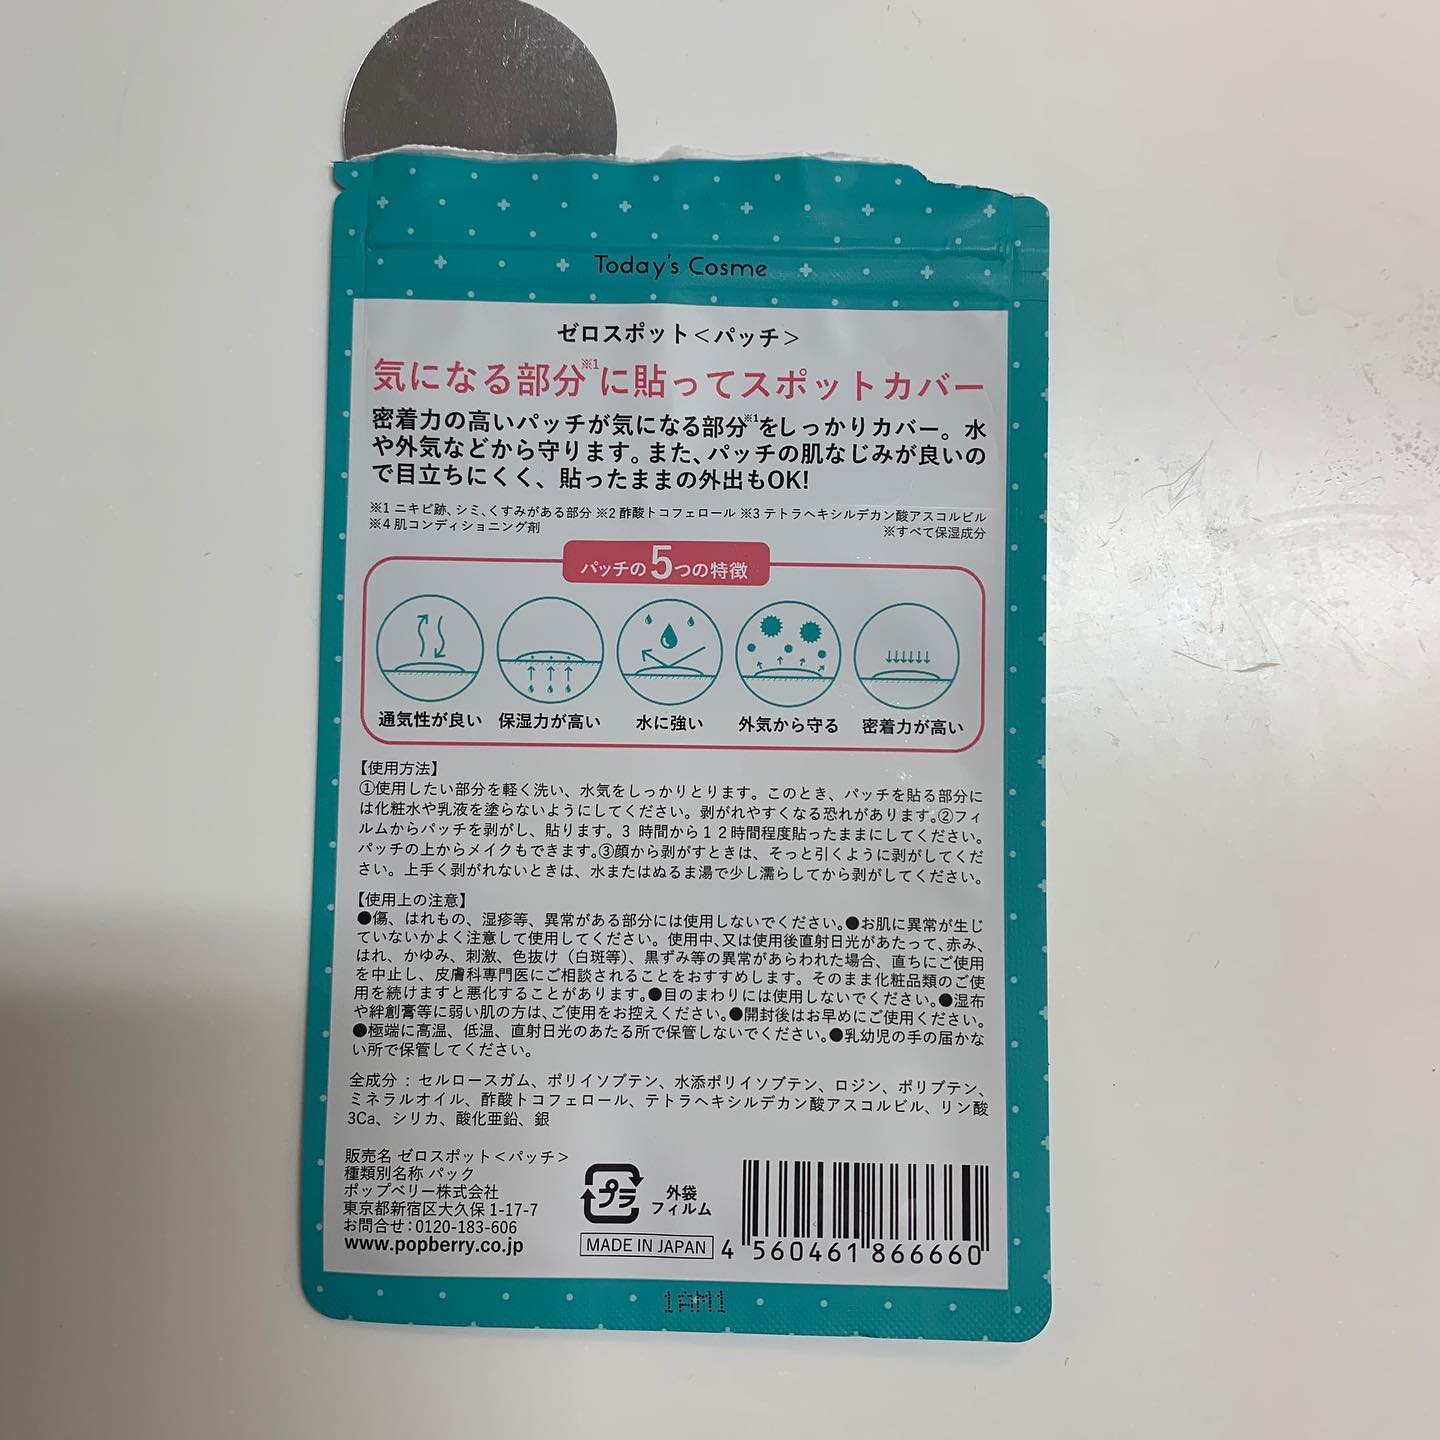 Today's Cosme
ゼロスポット＜パッチ＞
気になる部分※1に貼ってスポットカバー
密着力の高いパッチが気になる部分※1をしっかりカバー。水
や外気などから守ります。また、パッチの肌なじみが良いの
で目立ちにくく、貼ったままの外出もOK!
※1 ニキビ跡、シミ、くすみがある部分 ※2 酢酸トコフェロール ※3 テトラヘキシルデカン酸アスコルビル
※4 肌コンディショニング剤 ※すべて保湿成分
パッチの5つの特徴
通気性が良い 保湿力が高い 水に強い 外気から守る 密着力が高い
【使用方法】
①使用したい部分を軽く洗い、水気をしっかりとります。このとき、パッチを貼る部分に
は化粧水や乳液を塗らないようにしてください。剥がれやすくなる恐れがあります。②フィ
ルムからパッチを剥がし、貼ります。3 時間から12時間程度貼ったままにしてください。
パッチの上からメイクもできます。③顔から剥がすときは、そっと引くように剥がしてくだ
さい。上手く剥がれないときは、水またはぬるま湯で少し濡らしてから剥がしてください。
【使用上の注意】
●傷、はれもの、湿疹等、異常がある部分には使用しないでください。●お肌に異常が生じ
ていないかよく注意して使用してください。使用中、又は使用後直射日光があたって、赤み、
はれ、かゆみ、刺激、色抜け（白斑等）、黒ずみ等の異常があらわれた場合、直ちにご使用
を中止し、皮膚科専門医にご相談されることをおすすめします。そのまま化粧品類のご使
用を続けますと悪化することがあります。●目のまわりには使用しないでください。●湿布
や絆創膏等に弱い肌の方は、ご使用をお控えください。●開封後はお早めにご使用ください。
●極端に高温、低温、直射日光のあたる所で保管しないでください。●乳幼児の手の届かな
い所で保管してください。
全成分：セルロースガム、ポリイソブテン、水添ポリイソブテン、ロジン、ポリブテン、
ミネラルオイル、酢酸トコフェロール、テトラヘキシルデカン酸アスコルビル、リン酸
3Ca、シリカ、酸化亜鉛、銀
販売名 ゼロスポット＜パッチ＞
種類別名称 パック
ポップベリー株式会社
東京都新宿区大久保 1-17-7
お問合せ：0120-183-606
www.popberry.co.jp
プラ
外袋
フィルム
MADE IN JAPAN
4 560461 866660
1AM1